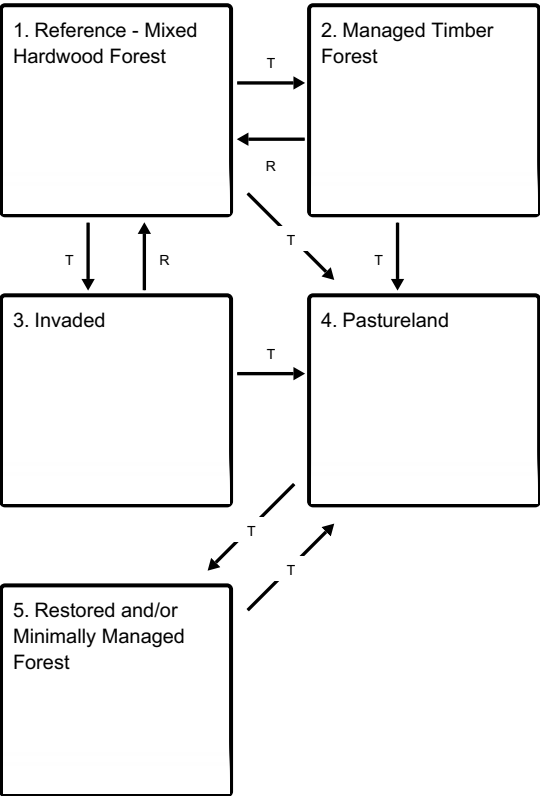 1. Reference - Mixed
Hardwood Forest
2. Managed Timber
Forest
T
R
T
T
R
T
3. Invaded
4. Pastureland
T
T
T
5. Restored and/or
Minimally Managed
Forest